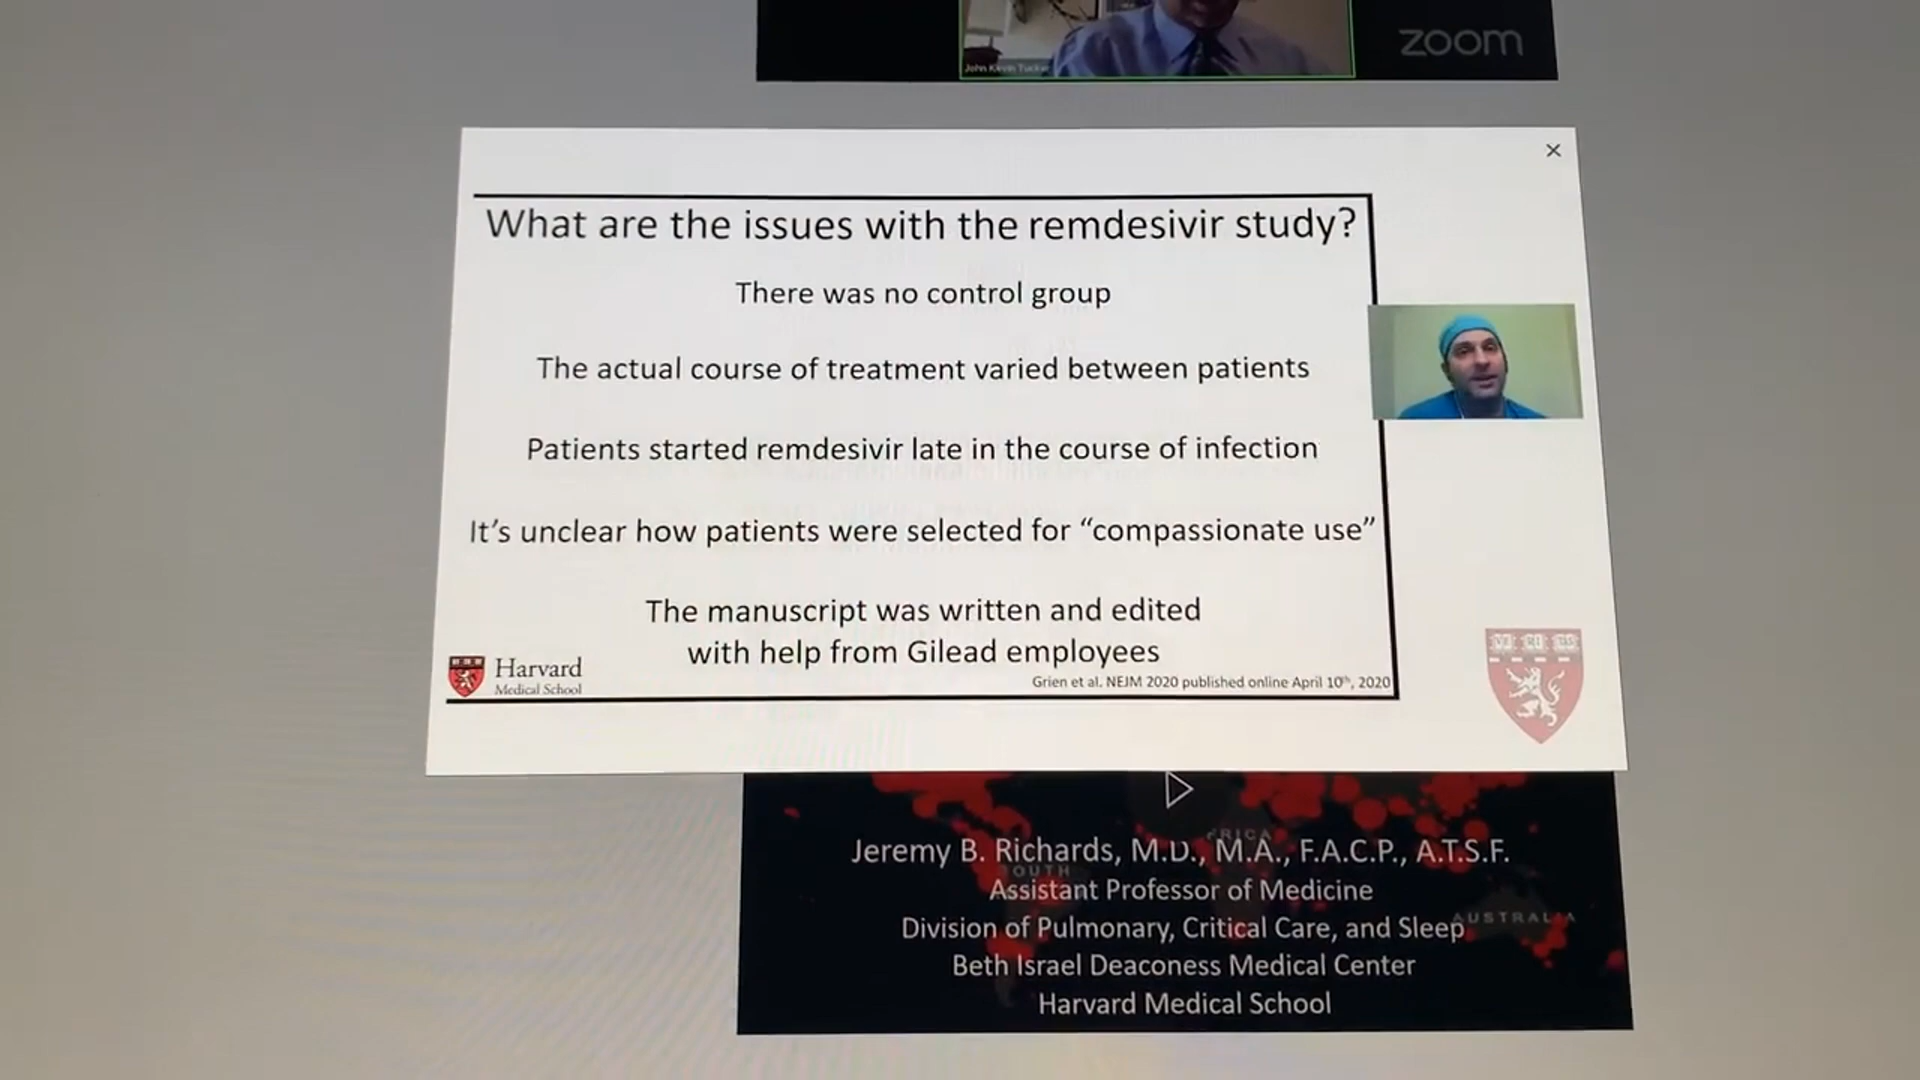 zoom
John Kevin Tucker
×
What are the issues with the remdesivir study?
There was no control group
The actual course of treatment varied between patients
Patients started remdesivir late in the course of infection
It's unclear how patients were selected for “compassionate use”
The manuscript was written and edited
with help from Gilead employees
Harvard
Medical School
Grien et al. NEJM 2020 published online April 10th, 2020
Jeremy B. Richards, M.D., M.A., F.A.C.P., A.T.S.F.
Assistant Professor of Medicine
AUSTRALIA
Division of Pulmonary, Critical Care, and Sleep
Beth Israel Deaconess Medical Center
Harvard Medical School